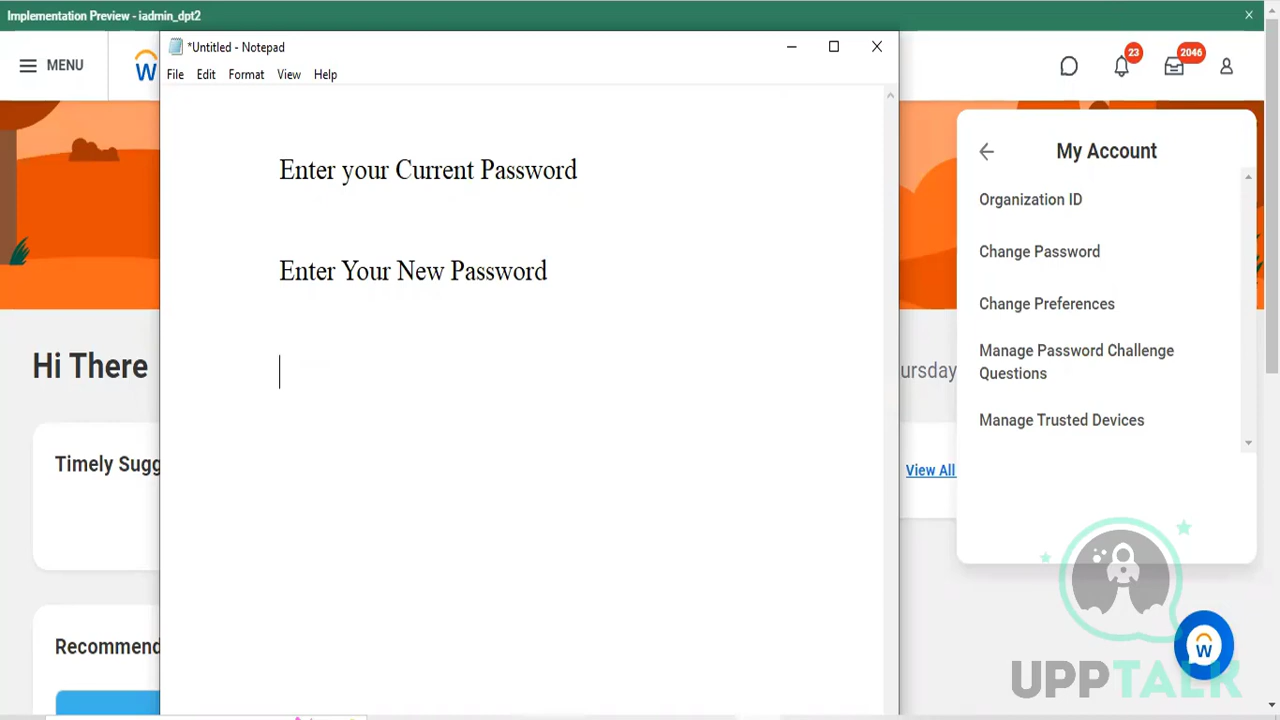 Implementation Preview - iadmin_dpt2
MENU
W
*Untitled - Notepad
File Edit Format View Help
23
2046
Enter your Current Password
Enter Your New Password
My Account
Organization ID
Change Password
Change Preferences
Manage Password Challenge
Questions
Manage Trusted Devices
Hi There
ursday
Timely Sugg
View All
Recommend
W
UPPTALK